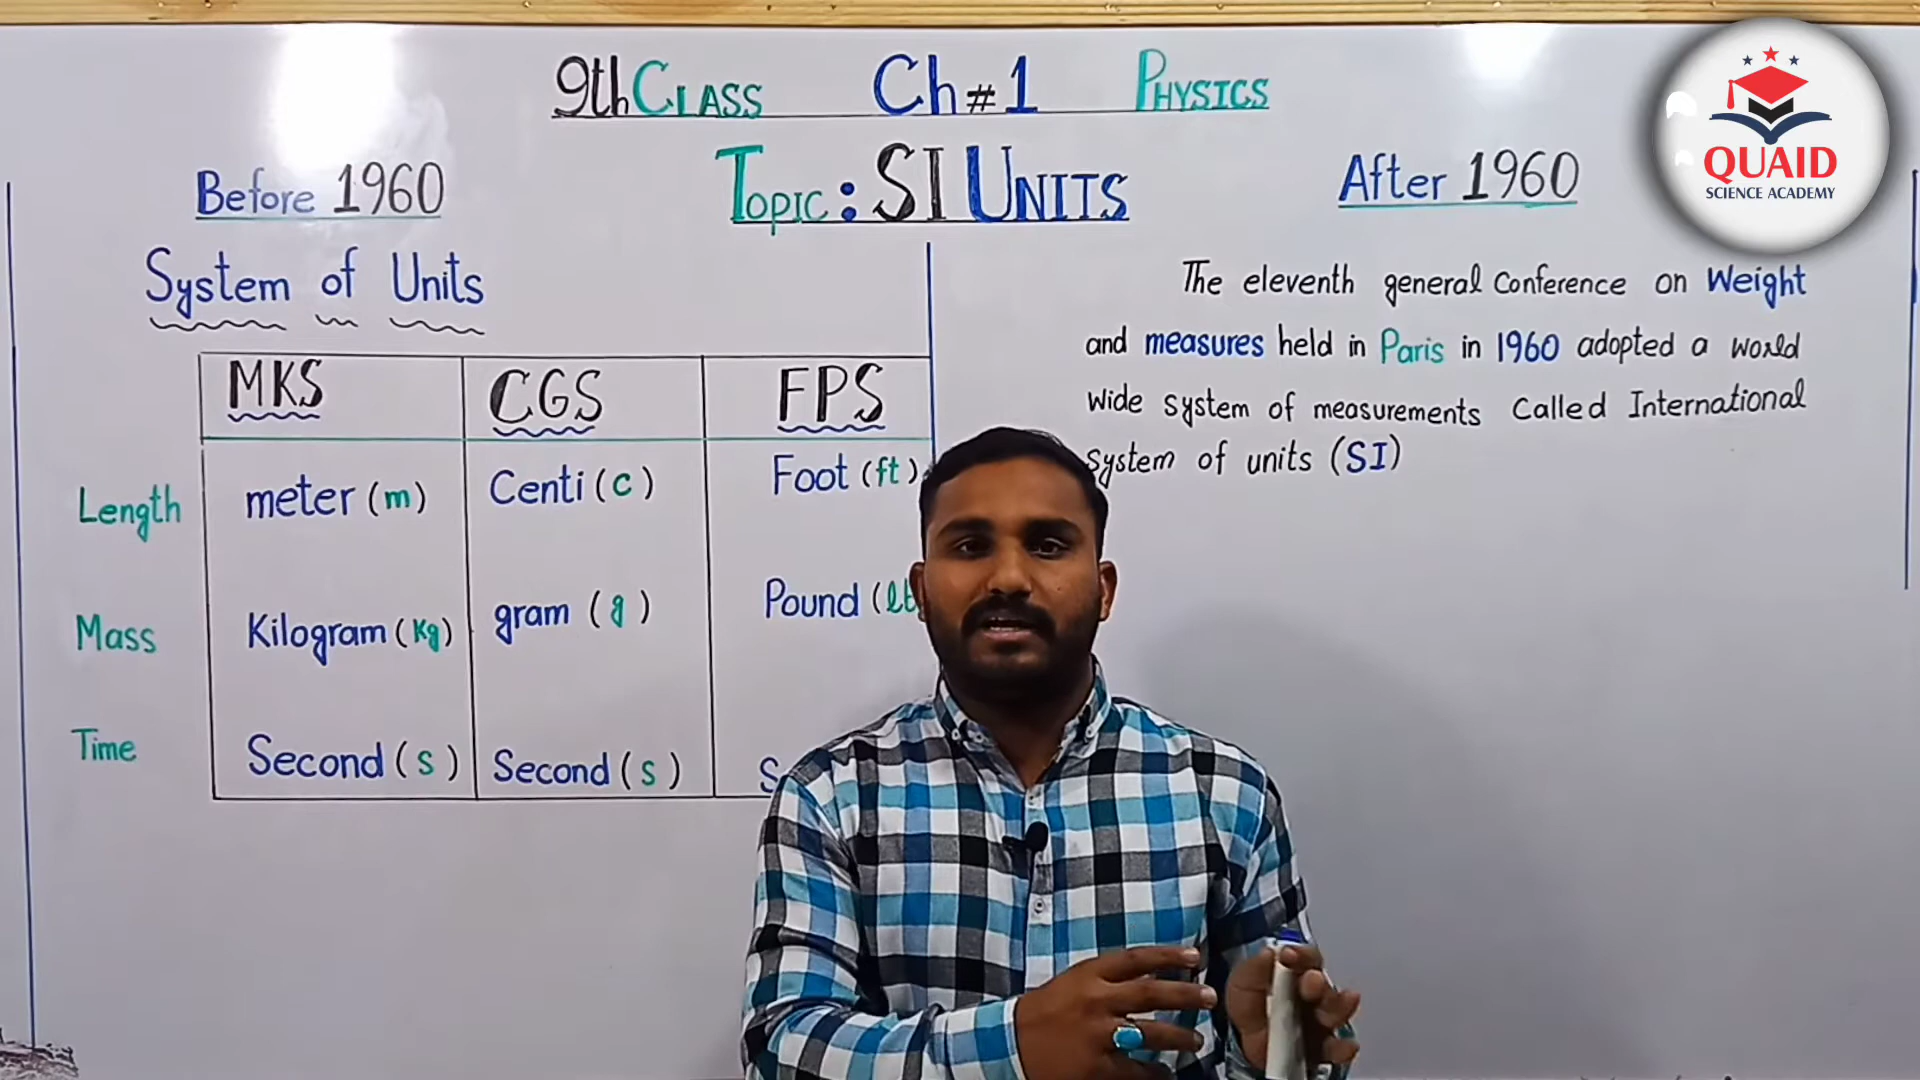 9th CLASS Ch#1 PHYSICS
TOPIC: SI UNITS
QUAID
SCIENCE ACADEMY
Before 1960
System of Units
MKS CGS FPS
Length meter (m) Centi (c) Foot (ft)
Mass Kilogram (Kg) gram (g) Pound (lb
Time Second (s) Second (s) S
After 1960
The eleventh general Conference on Weight
and measures held in Paris in 1960 adopted a world
wide system of measurements Called International
System of units (SI)